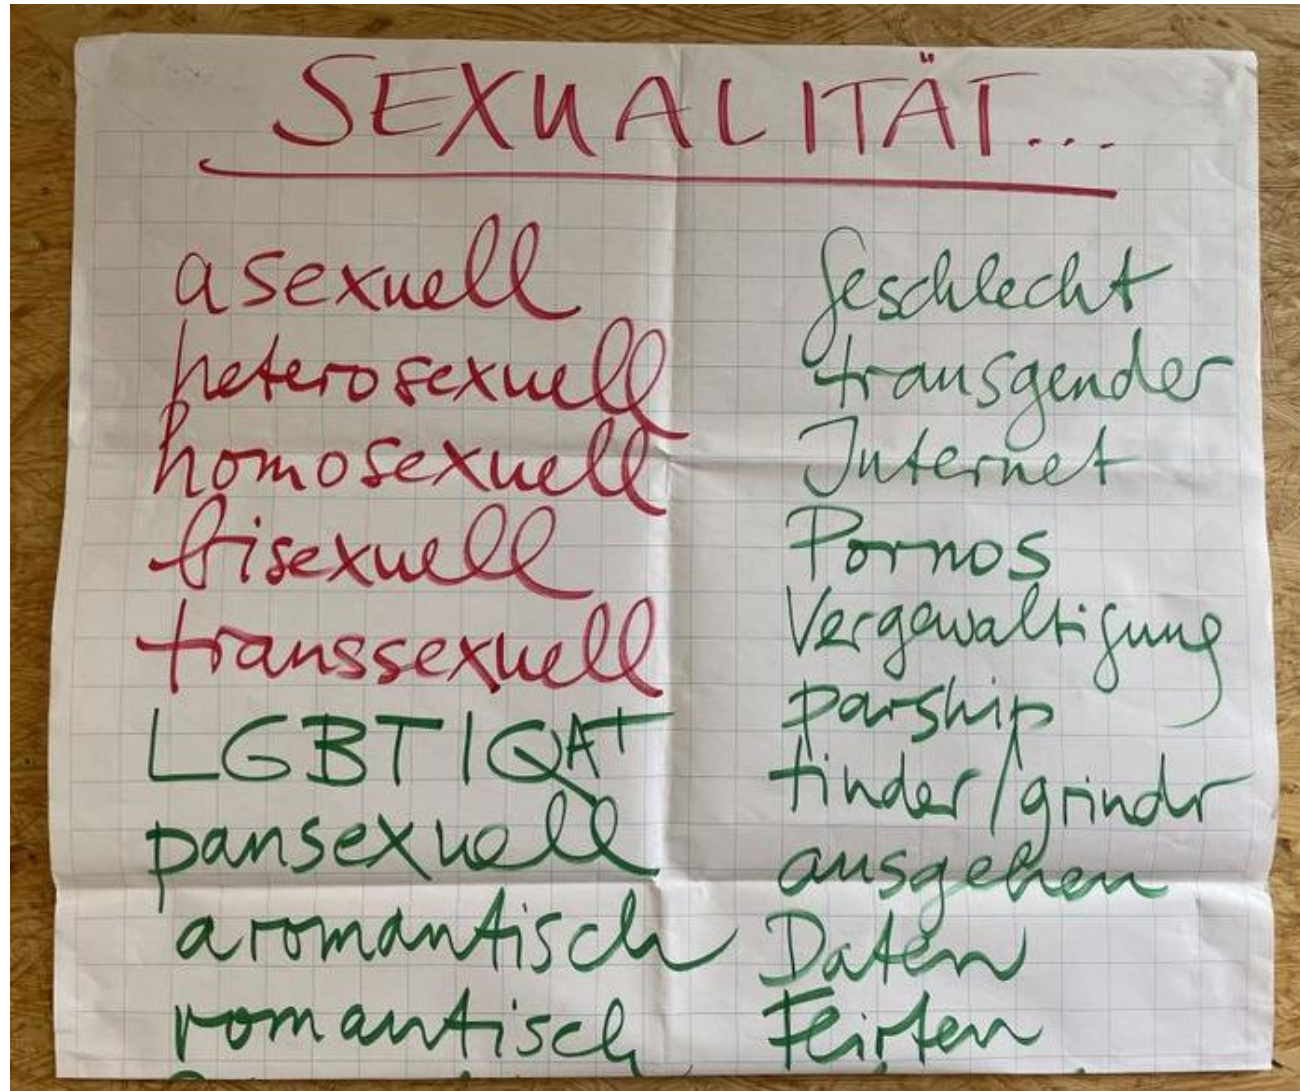 SEXUALITÄT...
asexuell
heterosexuell
homosexuell
bisexuell
transsexuell
LGBTIQA+
pansexuell
aromantisch
romantisch
Geschlecht
transgender
Internet
Pornos
Vergewaltigung
parship
tinder/grindr
ausgehen
Daten
Flirten